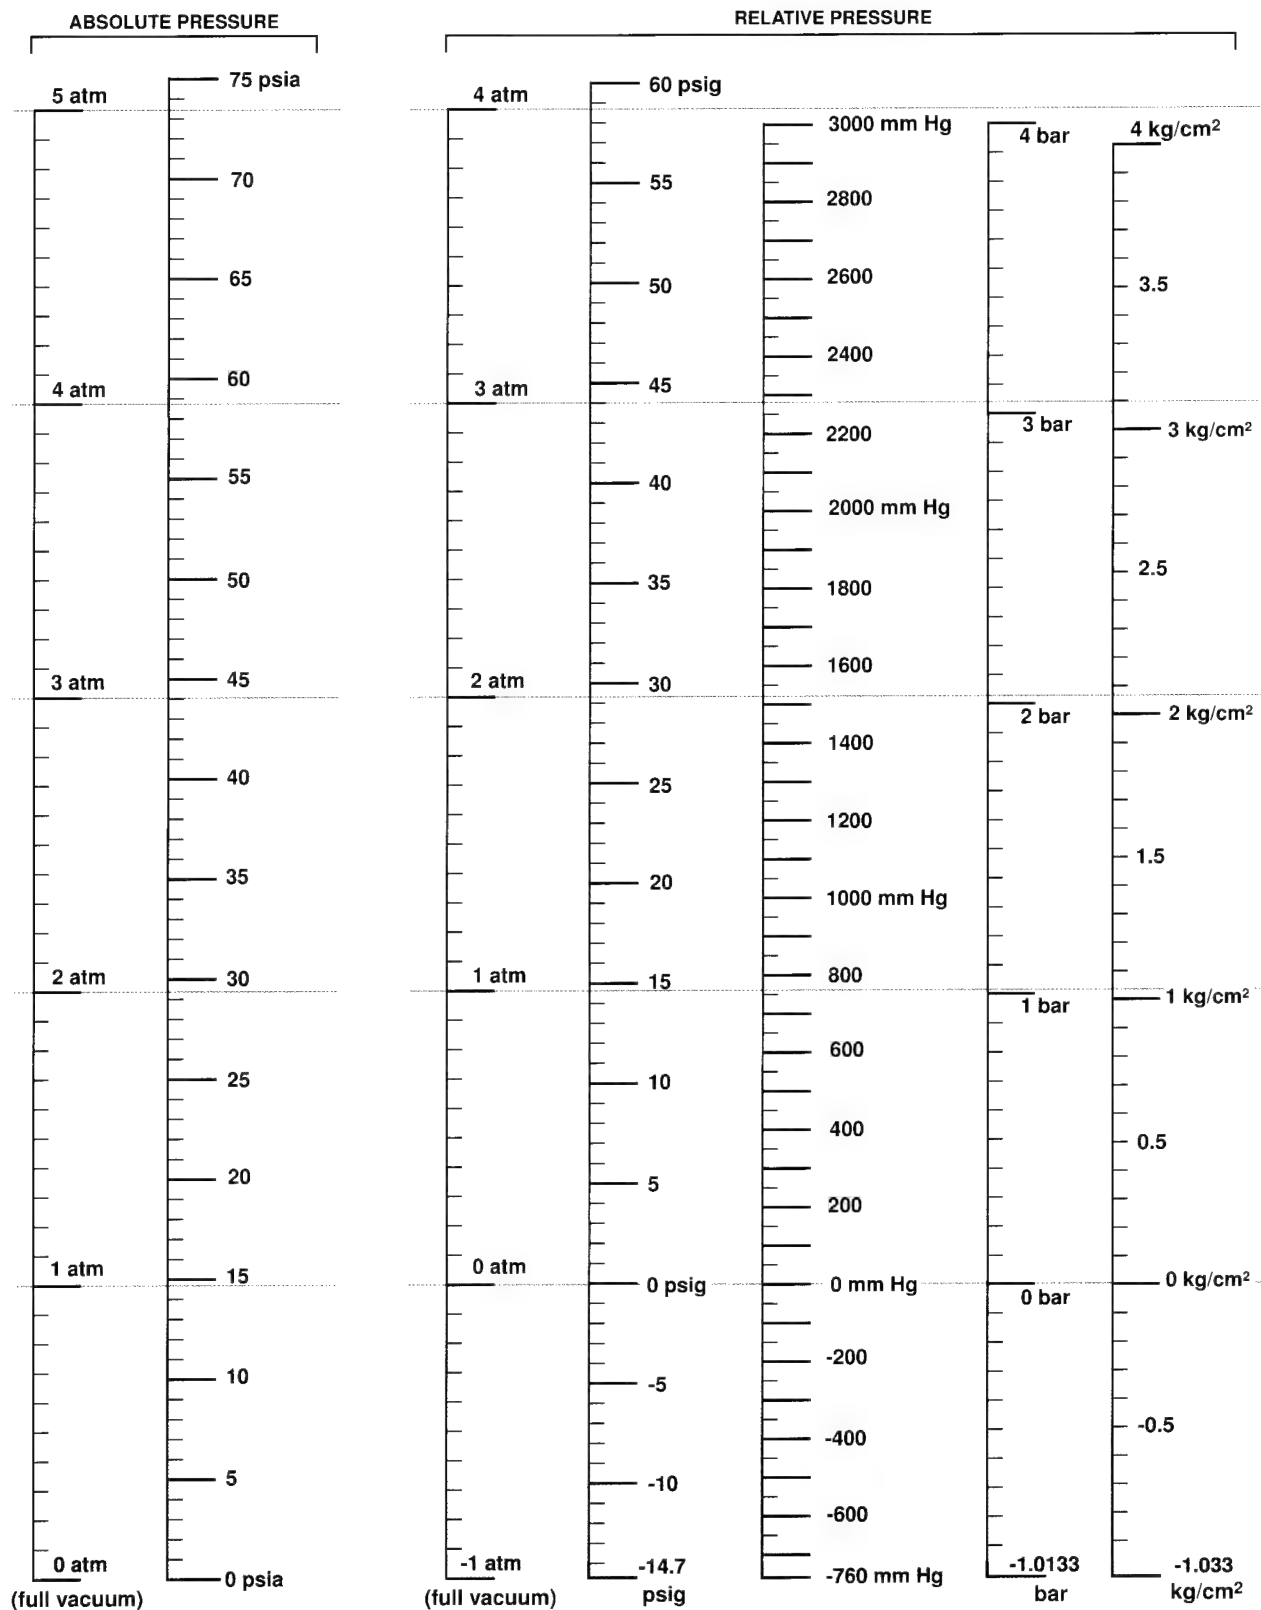 ABSOLUTE PRESSURE
RELATIVE PRESSURE
5 atm
4 atm
3 atm
2 atm
1 atm
0 atm
(full vacuum)
75 psia
70
65
60
55
50
45
40
35
30
25
20
15
10
5
0 psia
4 atm
3 atm
2 atm
1 atm
0 atm
-1 atm
(full vacuum)
60 psig
55
50
45
40
35
30
25
20
15
10
5
0 psig
-5
-10
-14.7
psig
3000 mm Hg
2800
2600
2400
2200
2000 mm Hg
1800
1600
1400
1200
1000 mm Hg
800
600
400
200
0 mm Hg
-200
-400
-600
-760 mm Hg
4 bar
3 bar
2 bar
1 bar
0 bar
-1.0133
bar
4 kg/cm²
3.5
3 kg/cm²
2.5
2 kg/cm²
1.5
1 kg/cm²
0.5
0 kg/cm²
-0.5
-1.033
kg/cm²